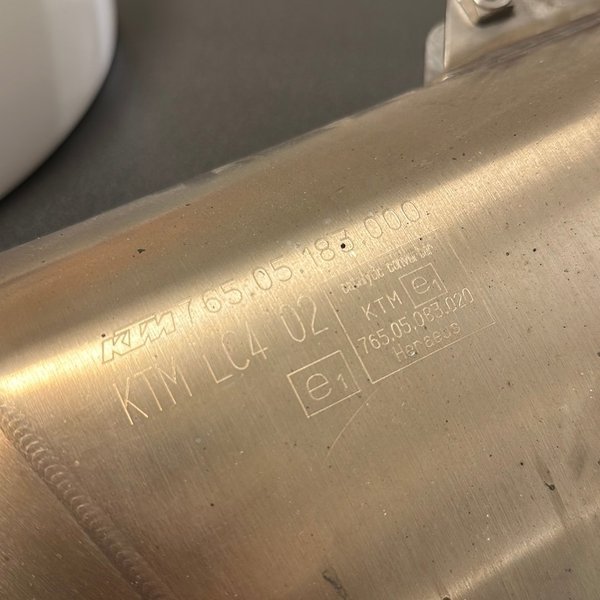 KTM 765.05.183.000
KTM LC4 02
e1
catalytic converter
KTM e1
765.05.083.020
Heraeus